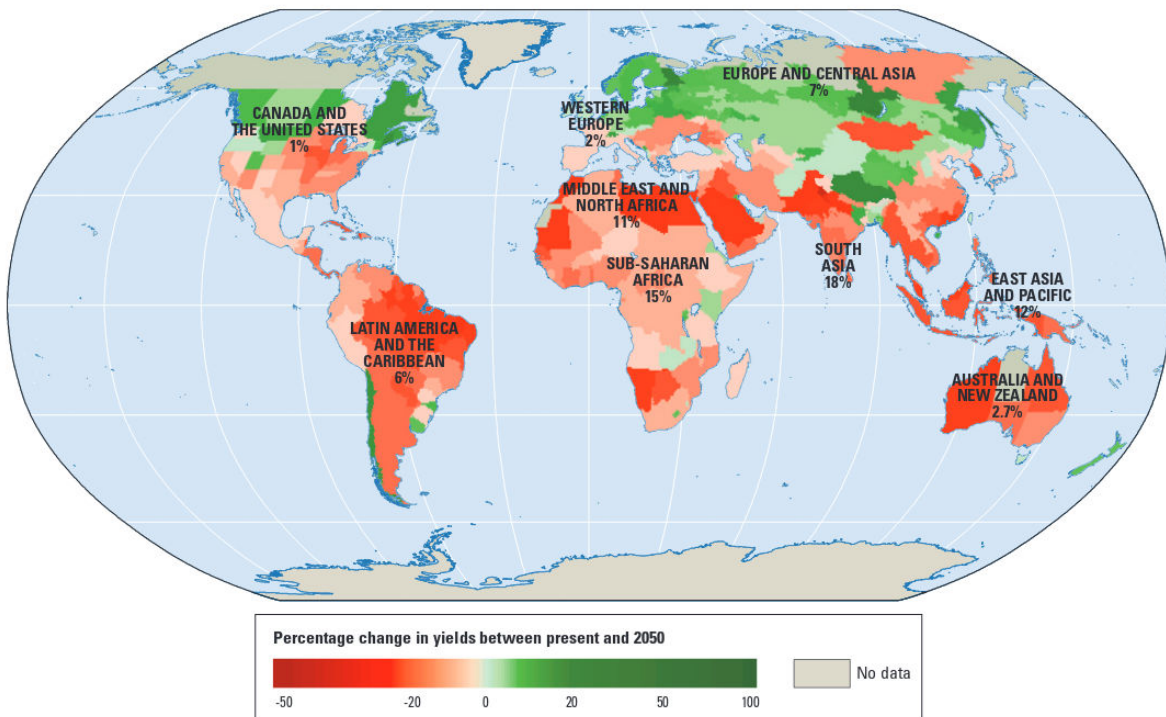 EUROPE AND CENTRAL ASIA
7%
CANADA AND
THE UNITED STATES
1%
WESTERN
EUROPE
2%
MIDDLE EAST AND
NORTH AFRICA
11%
SOUTH
ASIA
18%
SUB-SAHARAN
AFRICA
15%
EAST ASIA
AND PACIFIC
12%
LATIN AMERICA
AND THE
CARIBBEAN
6%
AUSTRALIA AND
NEW ZEALAND
2.7%
Percentage change in yields between present and 2050
No data
-50 -20 0 20 50 100